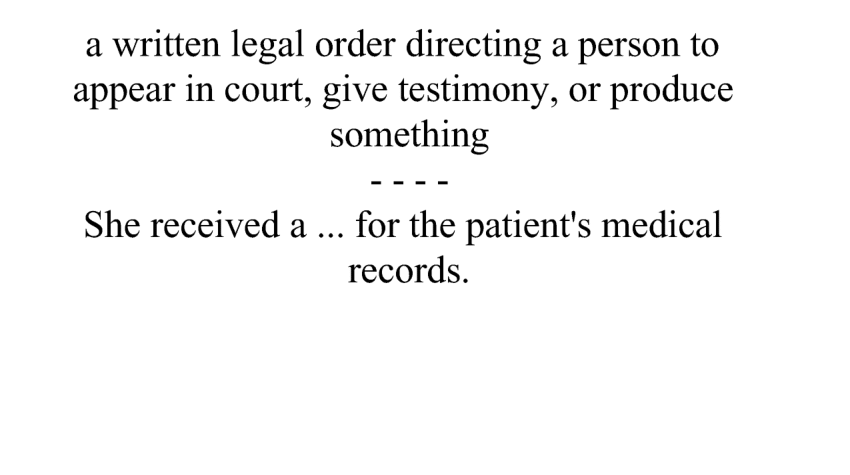 a written legal order directing a person to
appear in court, give testimony, or produce
something
- - - -
She received a ... for the patient's medical
records.